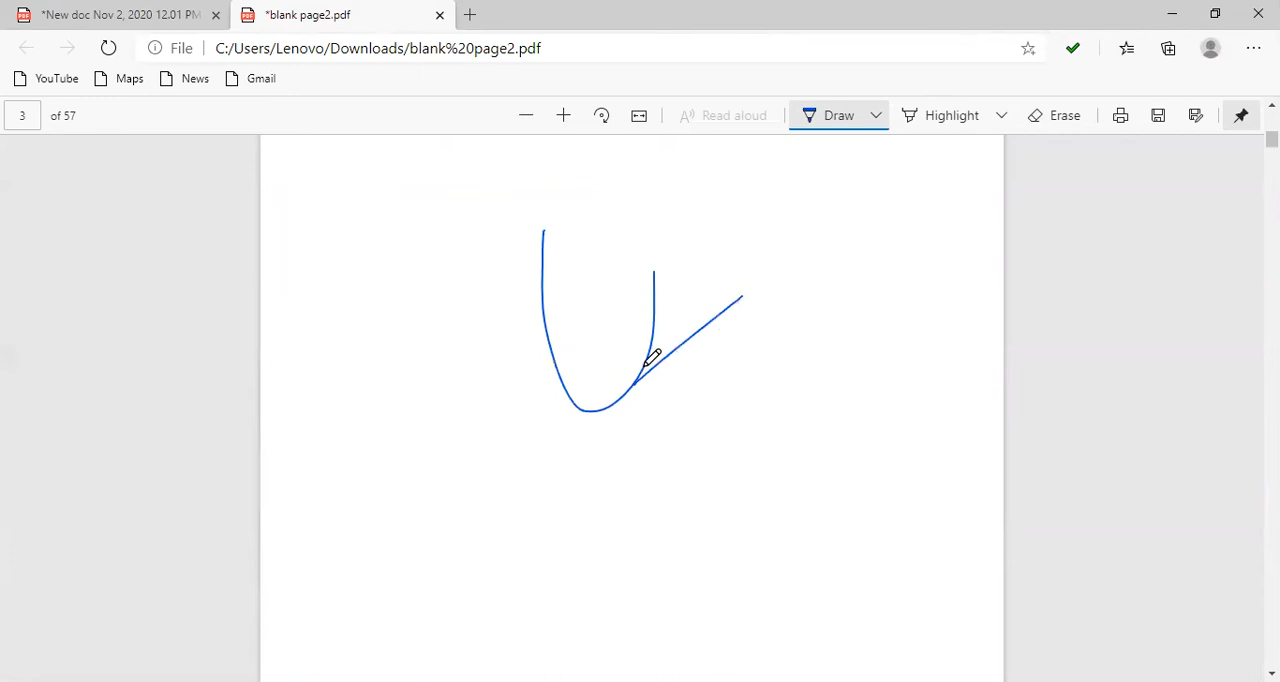 *New doc Nov 2, 2020 12.01 PM
*blank page2.pdf
File
C:/Users/Lenovo/Downloads/blank%20page2.pdf
YouTube
Maps
News
Gmail
3 of 57
A Read aloud
Draw
Highlight
Erase